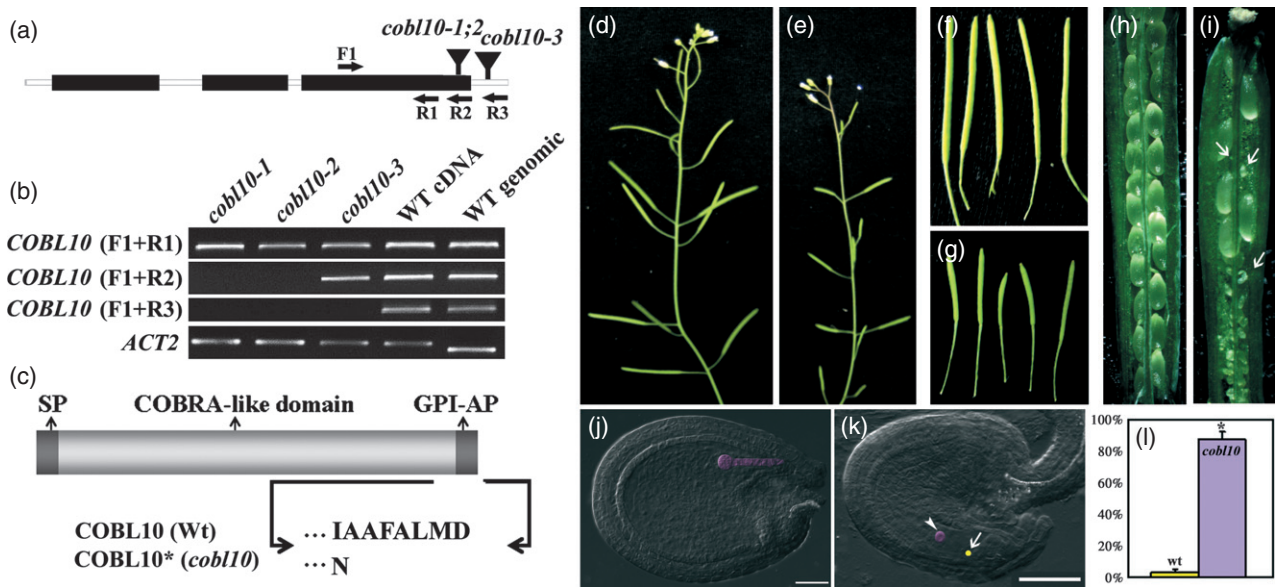 (a)
cobl10-1;2 cobl10-3
F1
R1 R2 R3
(b)
cobl10-1 cobl10-2 cobl10-3 WT cDNA WT genomic
COBL10 (F1+R1)
COBL10 (F1+R2)
COBL10 (F1+R3)
ACT2
(c)
SP COBRA-like domain GPI-AP
COBL10 (Wt) ... IAAFALMD
COBL10* (cobl10) ... N
(d)
(e)
(f)
(g)
(h)
(i)
(j)
(k)
(l)
100%
80%
60%
40%
20%
0%
wt
*
cobl10